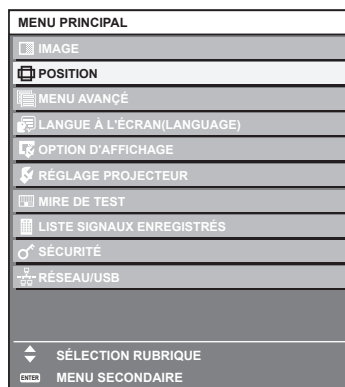 MENU PRINCIPAL
IMAGE
POSITION
MENU AVANÇÉ
LANGUE À L'ÉCRAN(LANGUAGE)
OPTION D'AFFICHAGE
RÉGLAGE PROJECTEUR
MIRE DE TEST
LISTE SIGNAUX ENREGISTRÉS
SÉCURITÉ
RÉSEAU/USB
SÉLECTION RUBRIQUE
ENTER MENU SECONDAIRE